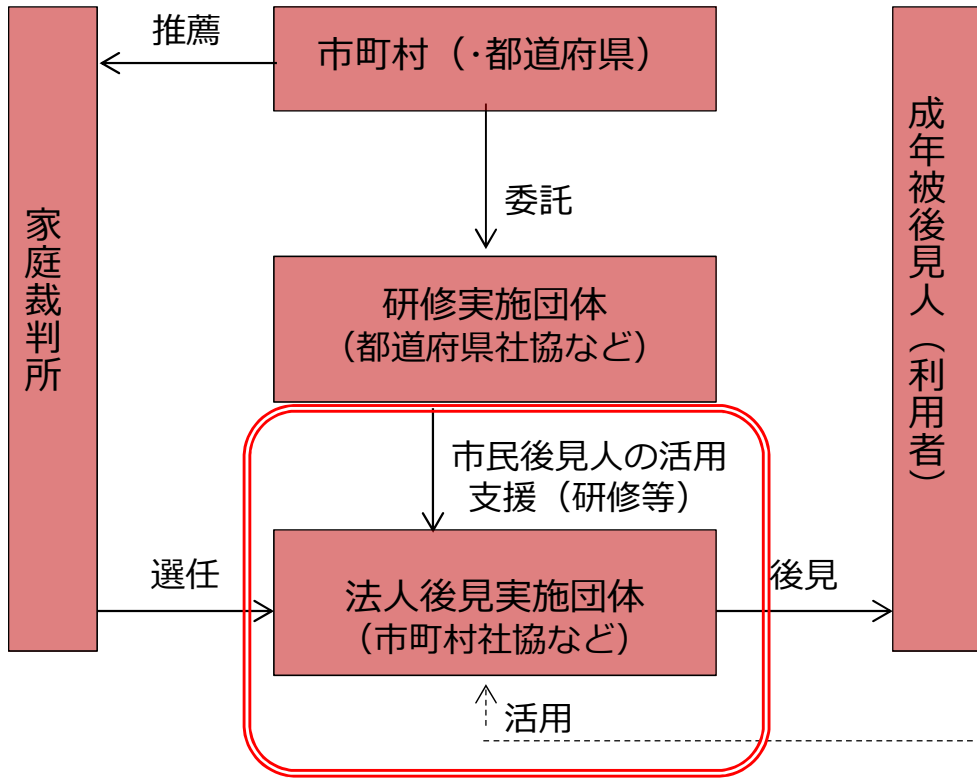 推薦
市町村（・都道府県）
委託
家庭裁判所
研修実施団体
（都道府県社協など）
成年被後見人（利用者）
市民後見人の活用
支援（研修等）
選任
法人後見実施団体
（市町村社協など）
後見
活用